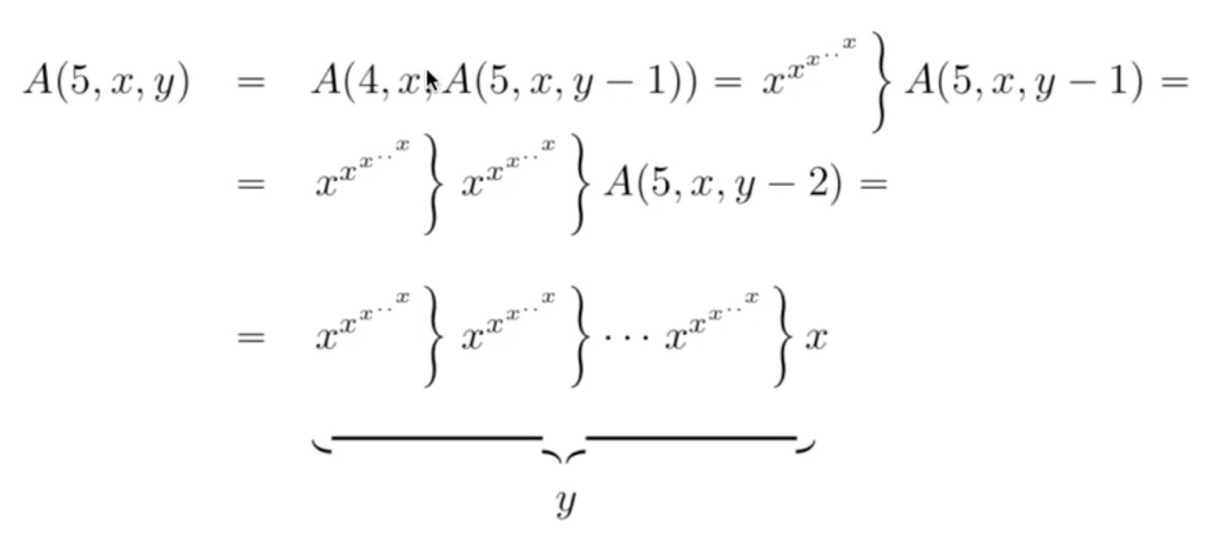 A(5, x, y) = A(4, x, A(5, x, y − 1)) = x^{x^{x^{⋰^{x}}}} } A(5, x, y − 1) =
= x^{x^{x^{⋰^{x}}}} } x^{x^{x^{⋰^{x}}}} } A(5, x, y − 2) =
= x^{x^{x^{⋰^{x}}}} } x^{x^{x^{⋰^{x}}}} } ⋯ x^{x^{x^{⋰^{x}}}} } x
y